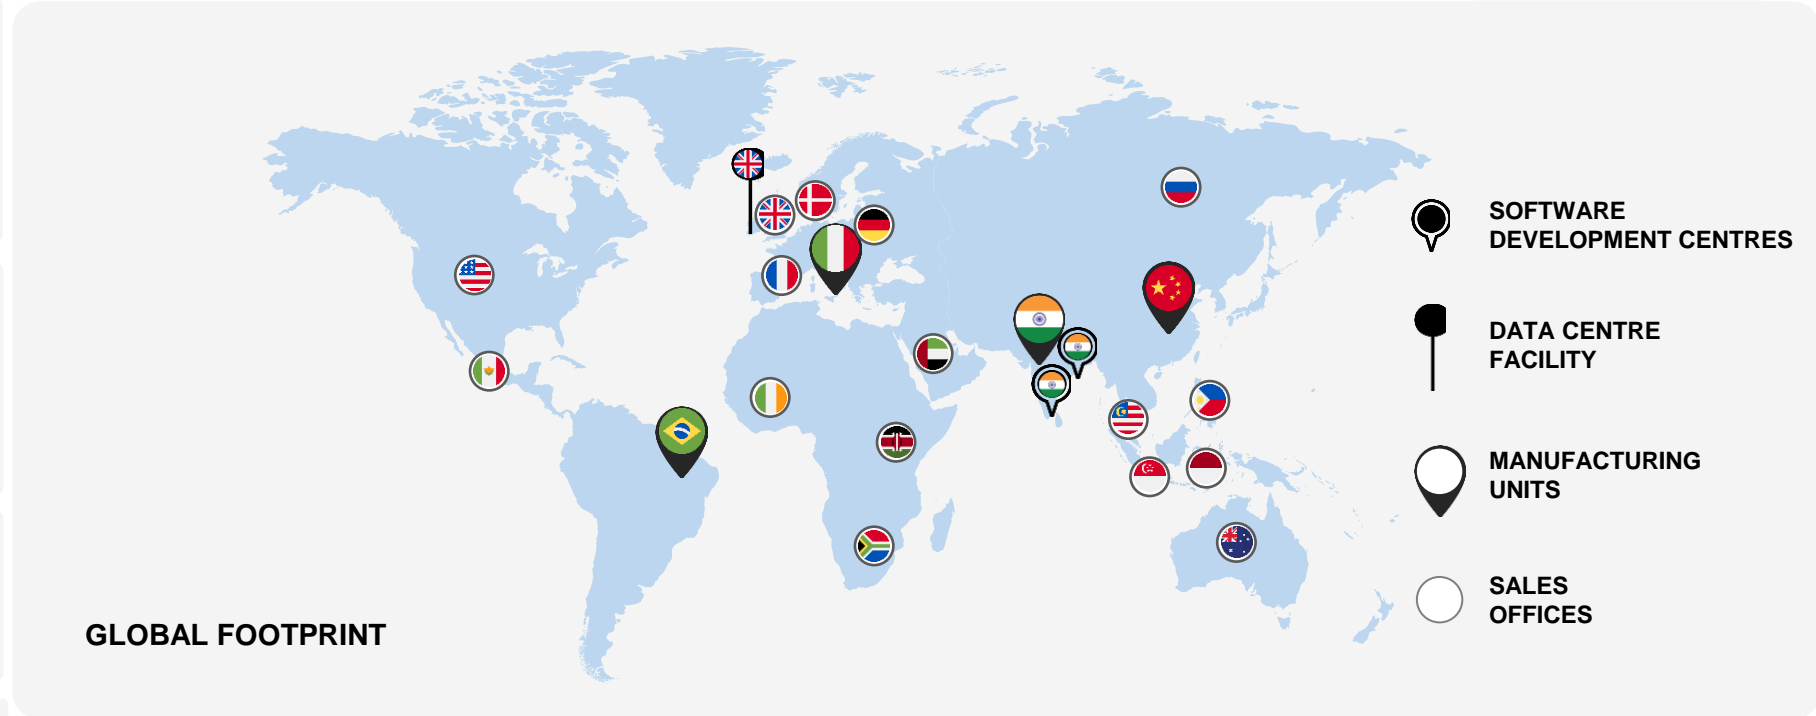 SOFTWARE
DEVELOPMENT CENTRES
DATA CENTRE
FACILITY
MANUFACTURING
UNITS
SALES
OFFICES
GLOBAL FOOTPRINT